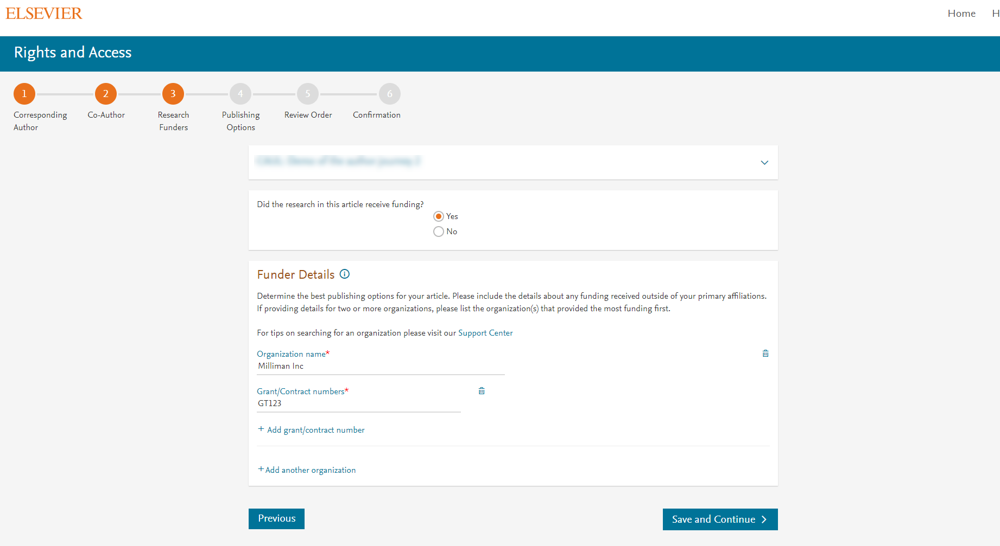 ELSEVIER
Home
Rights and Access
1
2
3
4
5
6
Corresponding Author
Co-Author
Research Funders
Publishing Options
Review Order
Confirmation
Did the research in this article receive funding?
Yes
No
Funder Details
Determine the best publishing options for your article. Please include the details about any funding received outside of your primary affiliations.
If providing details for two or more organizations, please list the organization(s) that provided the most funding first.
For tips on searching for an organization please visit our Support Center
Organization name*
Milliman Inc
Grant/Contract numbers*
GT123
+ Add grant/contract number
+Add another organization
Previous
Save and Continue